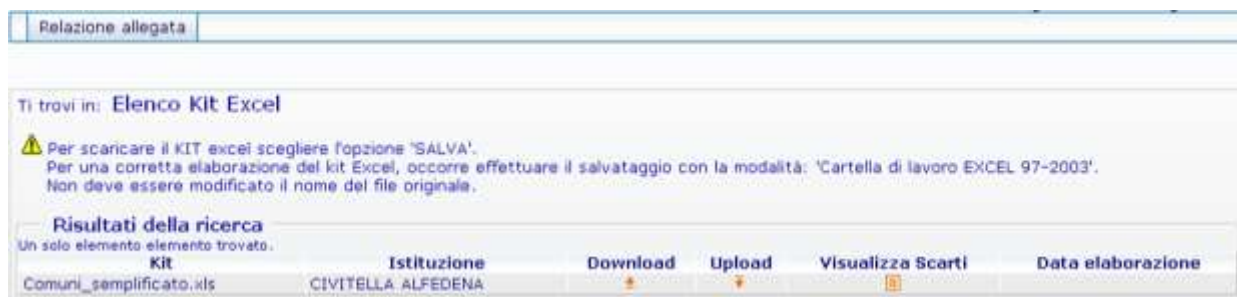 Relazione allegata
Ti trovi in: Elenco Kit Excel
Per scaricare il KIT excel scegliere l'opzione 'SALVA'.
Per una corretta elaborazione del kit Excel, occorre effettuare il salvataggio con la modalità: 'Cartella di lavoro EXCEL 97-2003'.
Non deve essere modificato il nome del file originale.
Risultati della ricerca
Un solo elemento elemento trovato.
Kit Istituzione Download Upload Visualizza Scarti Data elaborazione
Comuni_semplificato.xls CIVITELLA ALFEDENA